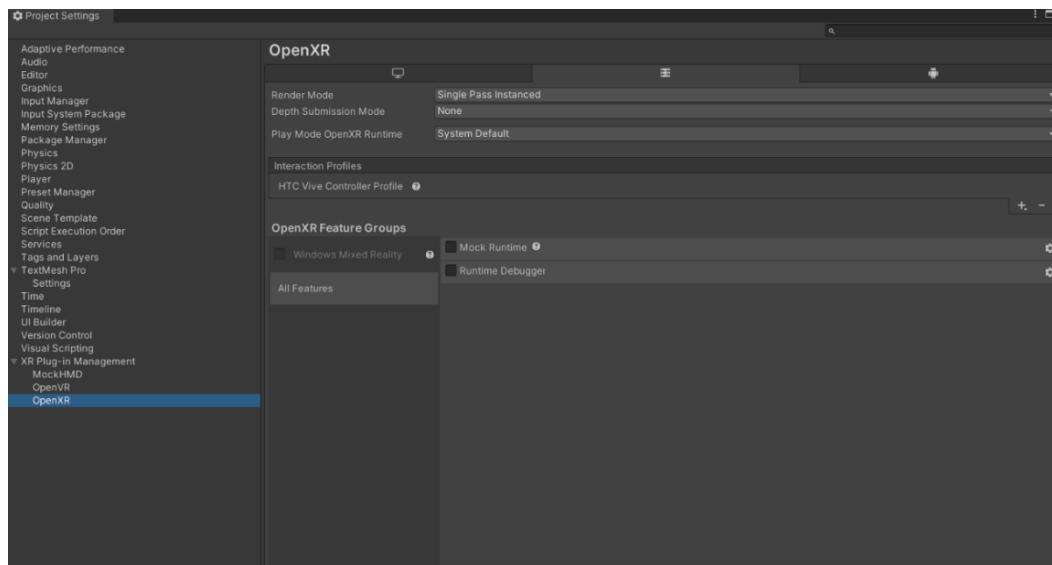 Project Settings
Adaptive Performance
Audio
Editor
Graphics
Input Manager
Input System Package
Memory Settings
Package Manager
Physics
Physics 2D
Player
Preset Manager
Quality
Scene Template
Script Execution Order
Services
Tags and Layers
TextMesh Pro
Settings
Time
Timeline
UI Builder
Version Control
Visual Scripting
XR Plug-in Management
MockHMD
OpenVR
OpenXR
OpenXR
Render Mode Single Pass Instanced
Depth Submission Mode None
Play Mode OpenXR Runtime System Default
Interaction Profiles
HTC Vive Controller Profile
OpenXR Feature Groups
Windows Mixed Reality
All Features
Mock Runtime
Runtime Debugger